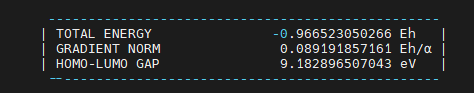 -------------------------------------------------
| TOTAL ENERGY               -0.966523050266 Eh   |
| GRADIENT NORM               0.089191857161 Eh/α |
| HOMO-LUMO GAP               9.182896507043 eV   |
-------------------------------------------------